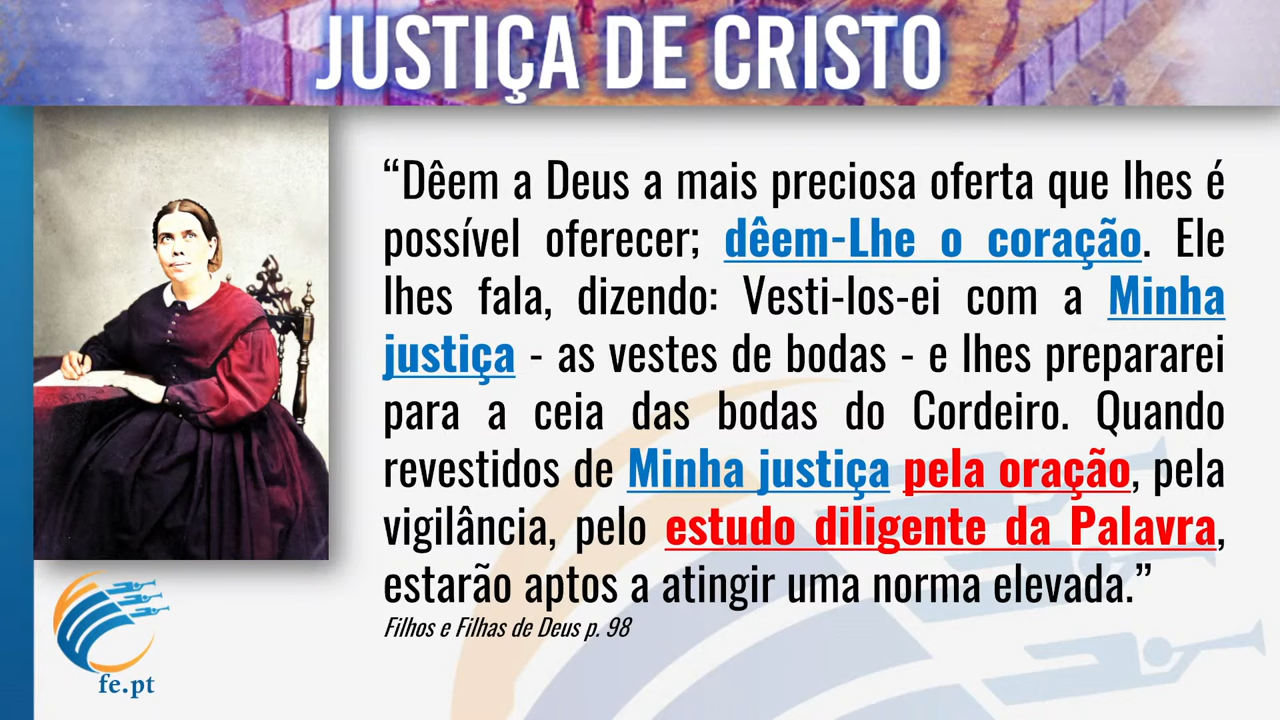 JUSTIÇA DE CRISTO
“Dêem a Deus a mais preciosa oferta que lhes é
possível oferecer; dêem-Lhe o coração. Ele
lhes fala, dizendo: Vesti-los-ei com a Minha
justiça - as vestes de bodas - e lhes prepararei
para a ceia das bodas do Cordeiro. Quando
revestidos de Minha justiça pela oração, pela
vigilância, pelo estudo diligente da Palavra,
estarão aptos a atingir uma norma elevada.”
Filhos e Filhas de Deus p. 98
fe.pt